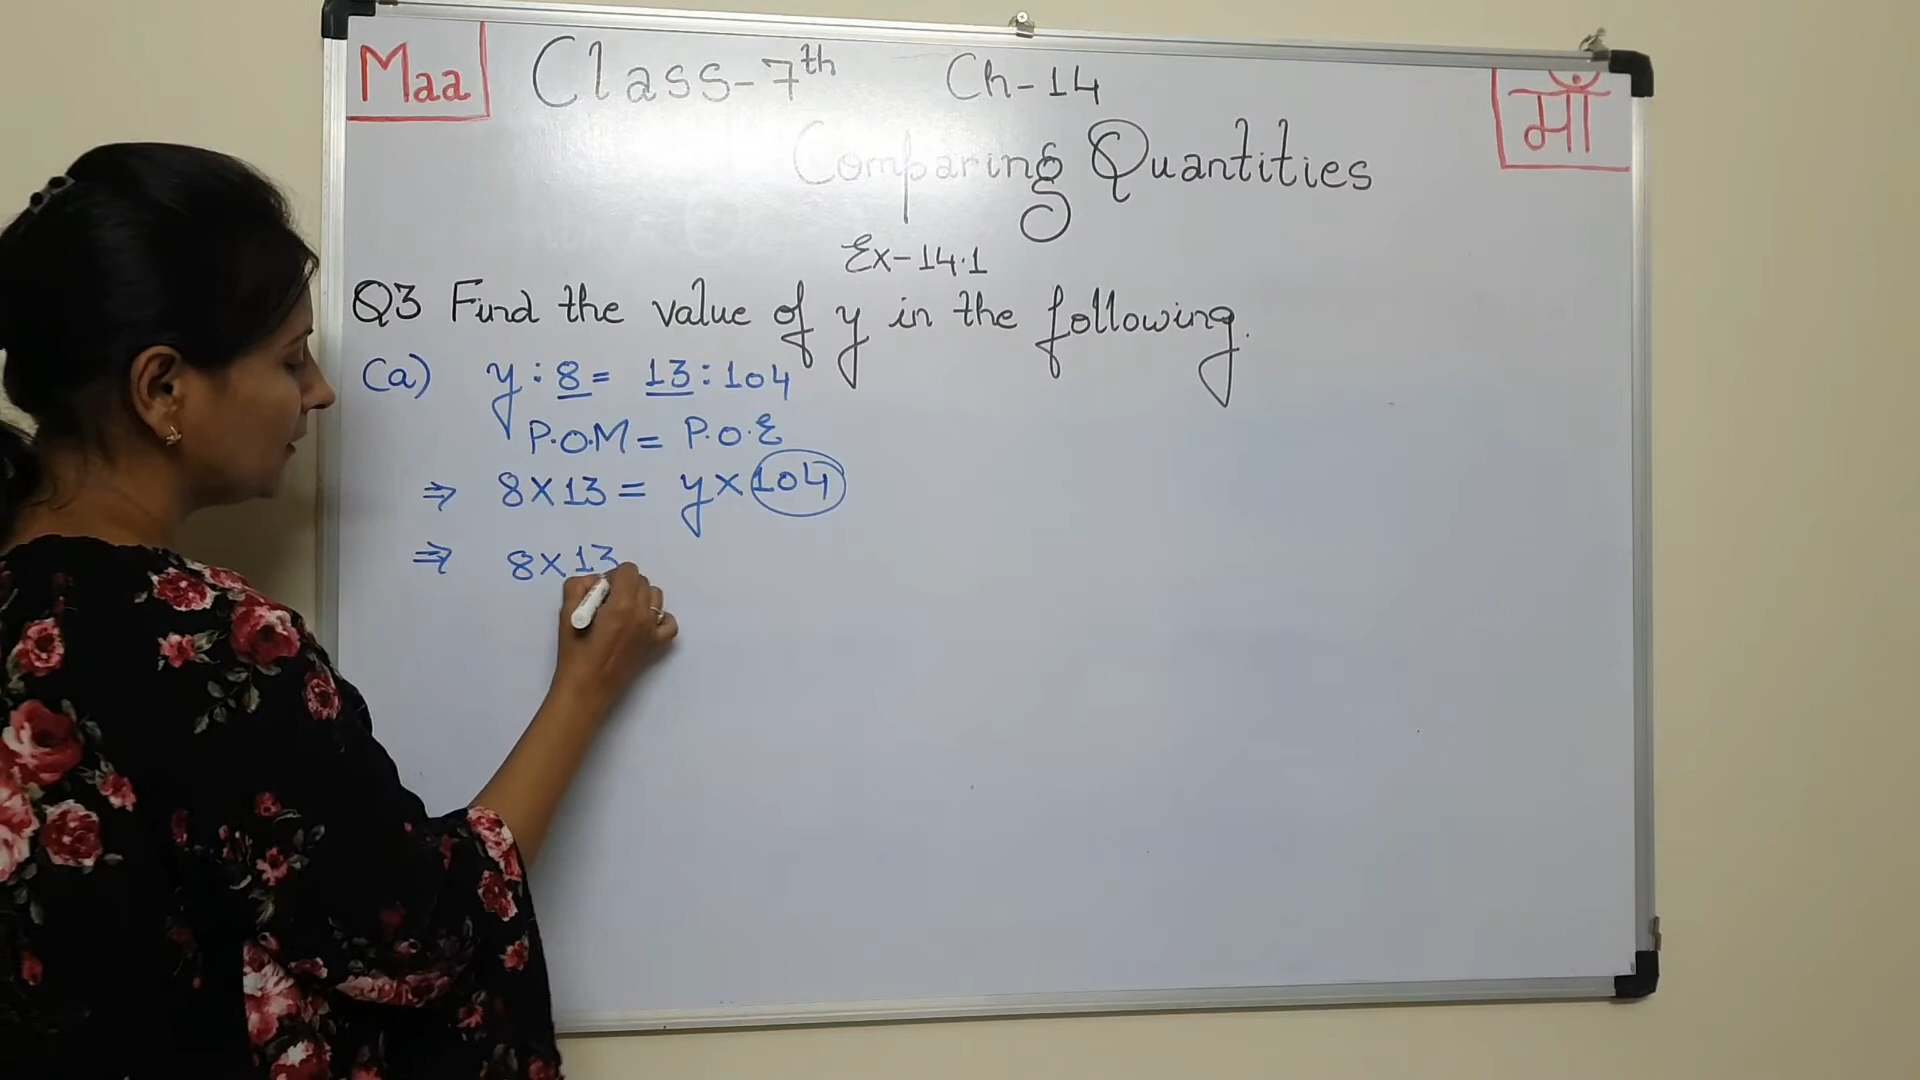 Maa Class-7th Ch-14 माँ
Comparing Quantities
Ex-14.1
Q3 Find the value of y in the following.
(a) y : 8 = 13 : 104
P.O.M = P.O.E
⇒ 8×13 = y×104
⇒ 8×13